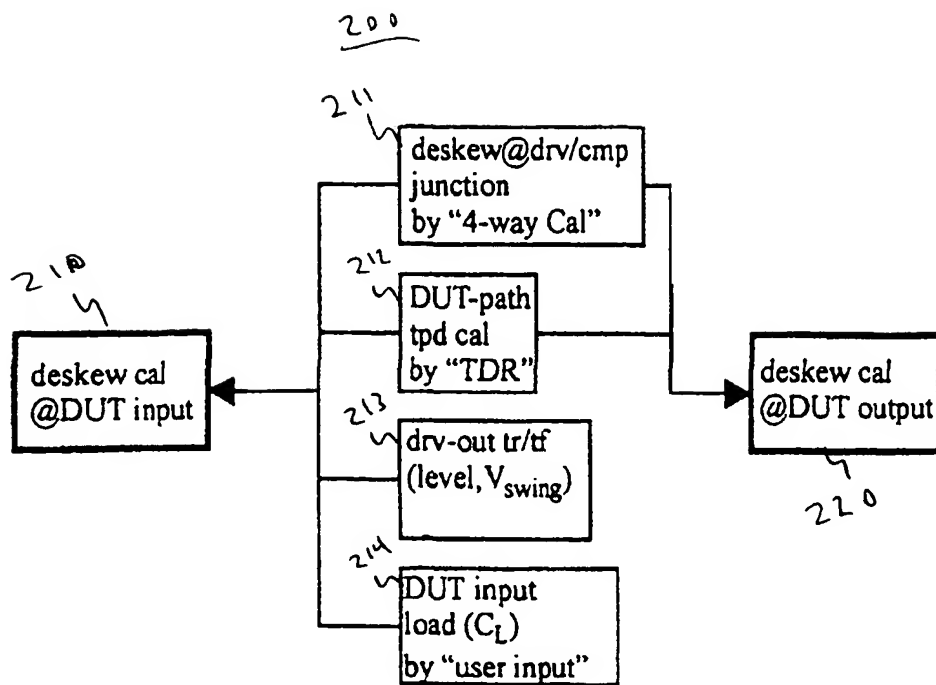 200
211
deskew@drv/cmp
junction
by "4-way Cal"
212
DUT-path
tpd cal
by "TDR"
210
deskew cal
@DUT input
deskew cal
@DUT output
220
213
drv-out tr/tf
(level, Vswing)
214
DUT input
load (CL)
by "user input"